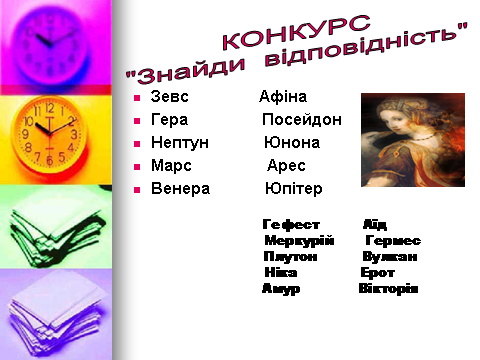 КОНКУРС
"Знайди відповідність"
Зевс Афіна
Гера Посейдон
Нептун Юнона
Марс Арес
Венера Юпітер
Гефест Аїд
Меркурій Гермес
Плутон Вулкан
Ніка Ерот
Амур Вікторія